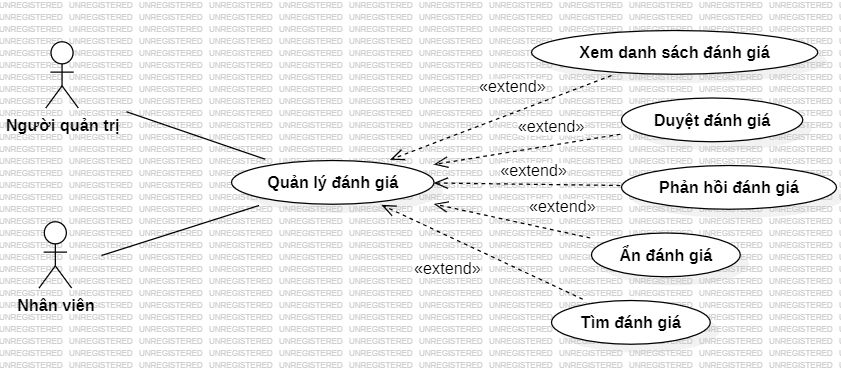 Xem danh sách đánh giá
«extend»
Người quản trị
Duyệt đánh giá
«extend»
Quản lý đánh giá
«extend»
Phản hồi đánh giá
«extend»
Ẩn đánh giá
«extend»
Nhân viên
Tìm đánh giá
UNREGISTERED